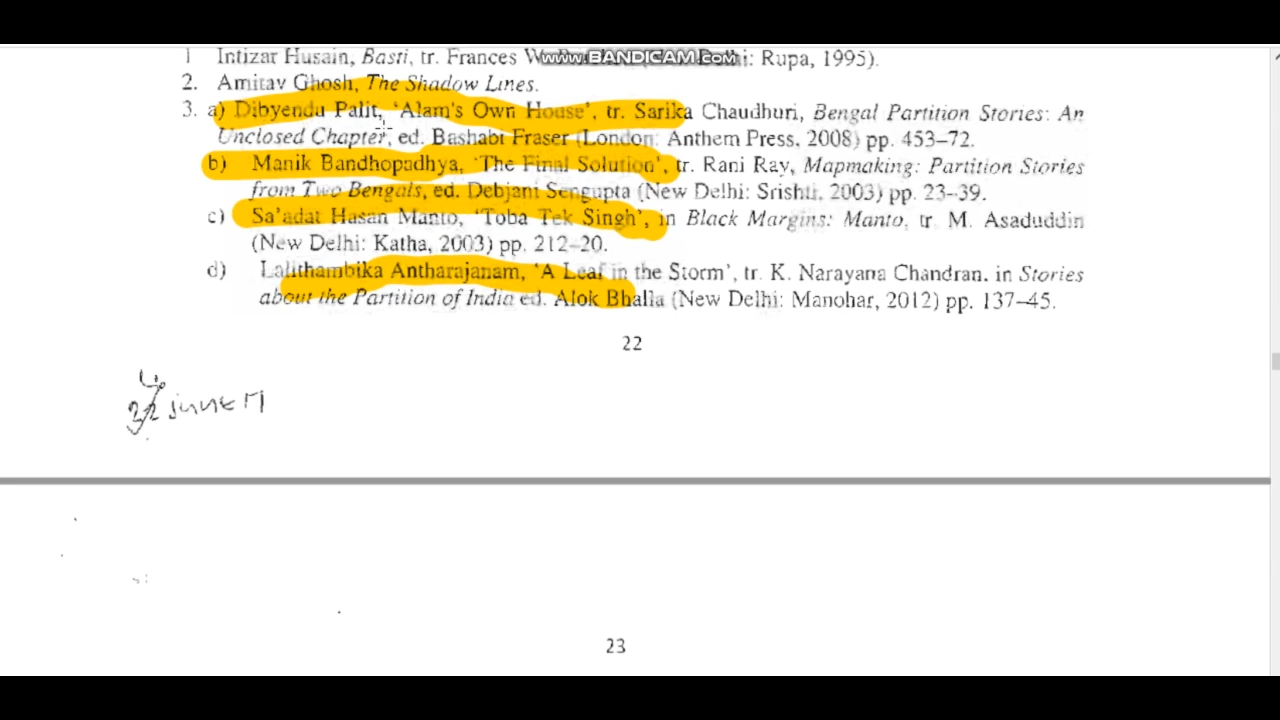 www.BANDICAM.com
1 Intizar Husain, Basti, tr. Frances Delhi: Rupa, 1995).
2. Amitav Ghosh, The Shadow Lines.
3. a) Dibyendu Palit, ‘Alam's Own House’, tr. Sarika Chaudhuri, Bengal Partition Stories: An
Unclosed Chapter, ed. Bashabi Fraser (London: Anthem Press, 2008) pp. 453–72.
b) Manik Bandhopadhya, ‘The Final Solution’, tr. Rani Ray, Mapmaking: Partition Stories
from Two Bengals, ed. Debjani Sengupta (New Delhi: Srishti, 2003) pp. 23–39.
c) Sa’adat Hasan Manto, ‘Toba Tek Singh’, in Black Margins: Manto, tr. M. Asaduddin
(New Delhi: Katha, 2003) pp. 212–20.
d) Lalithambika Antharajanam, ‘A Leaf in the Storm’, tr. K. Narayana Chandran. in Stories
about the Partition of India ed. Alok Bhalla (New Delhi: Manohar, 2012) pp. 137–45.
22
23